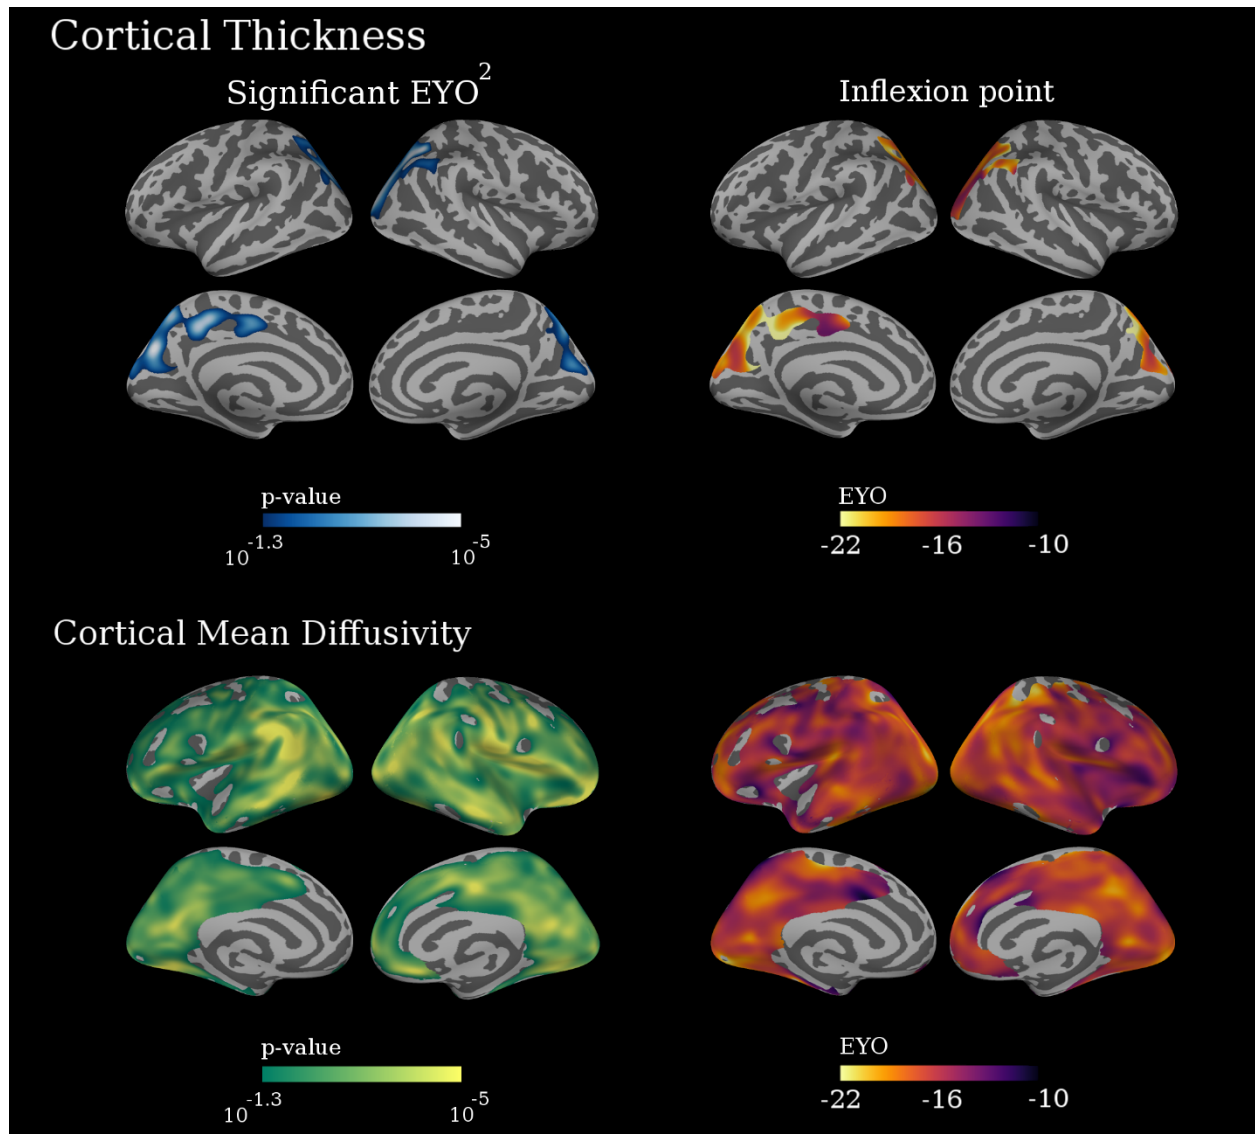 Cortical Thickness
Significant EYO²
Inflexion point
p-value
10^-1.3 10^-5
EYO
-22 -16 -10
Cortical Mean Diffusivity
p-value
10^-1.3 10^-5
EYO
-22 -16 -10